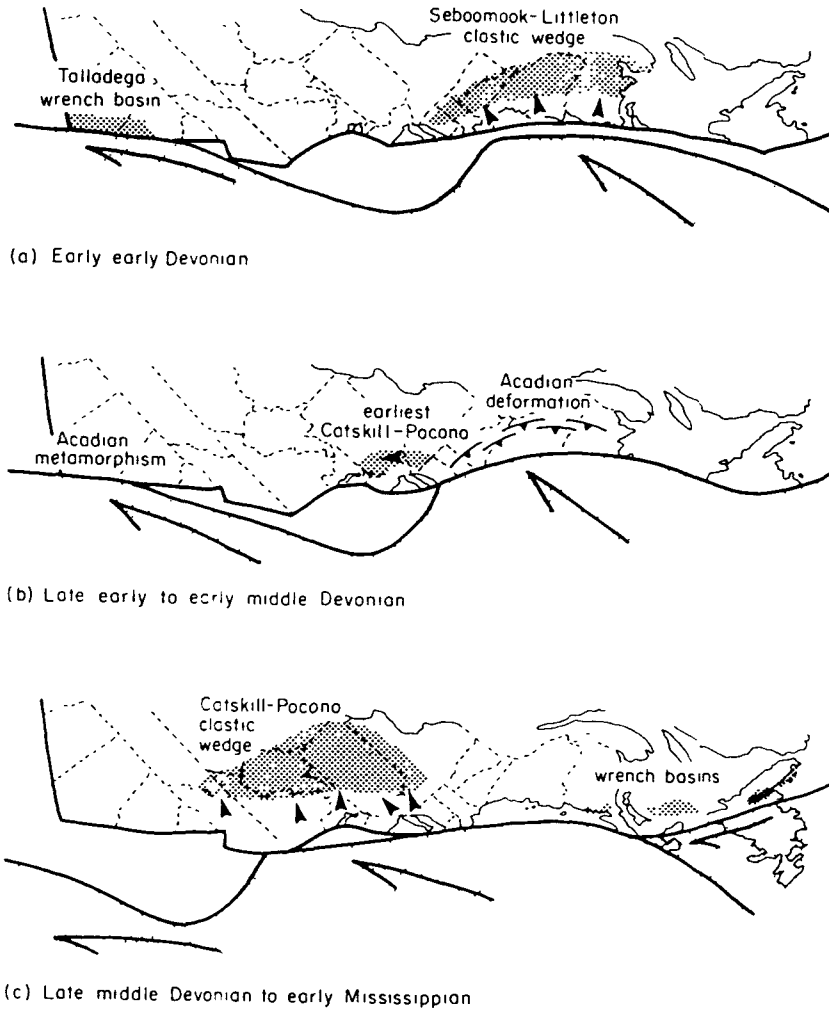 Seboomook-Littleton
clastic wedge
Talladega
wrench basin
(a) Early early Devonian
Acadian
deformation
earliest
Catskill-Pocono
Acadian
metamorphism
(b) Late early to early middle Devonian
Catskill-Pocono
clastic
wedge
wrench basins
(c) Late middle Devonian to early Mississippian